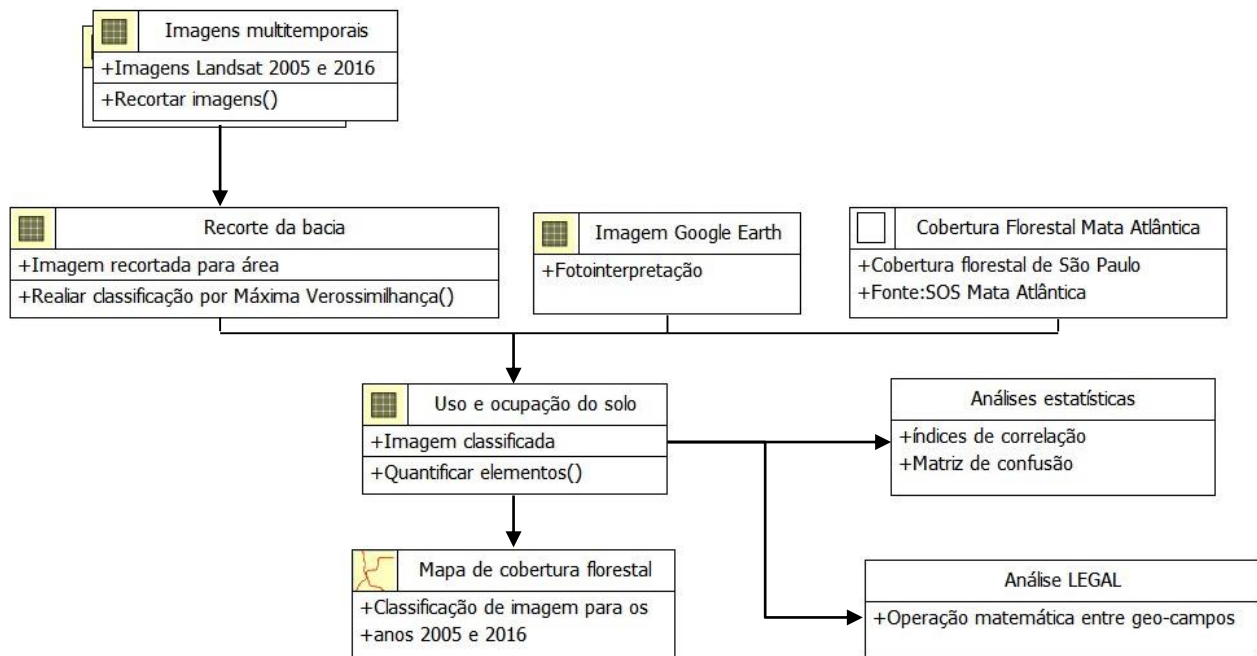 Imagens multitemporais
+Imagens Landsat 2005 e 2016
+Recortar imagens()
Recorte da bacia
+Imagem recortada para área
+Realiar classificação por Máxima Verossimilhança()
Imagem Google Earth
+Fotointerpretação
Cobertura Florestal Mata Atlântica
+Cobertura florestal de São Paulo
+Fonte:SOS Mata Atlântica
Uso e ocupação do solo
+Imagem classificada
+Quantificar elementos()
Análises estatísticas
+índices de correlação
+Matriz de confusão
Mapa de cobertura florestal
+Classificação de imagem para os
+anos 2005 e 2016
Análise LEGAL
+Operação matemática entre geo-campos